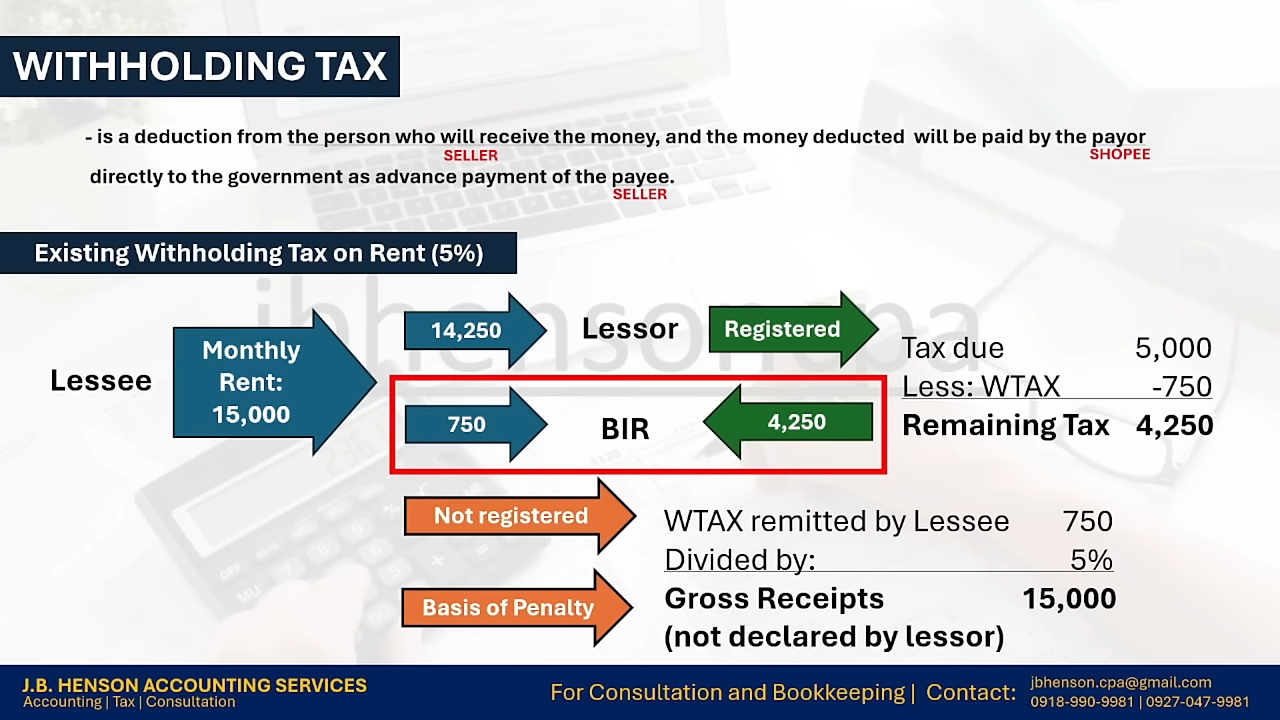 WITHHOLDING TAX
- is a deduction from the person who will receive the money, and the money deducted will be paid by the payor
SELLER
SHOPEE
directly to the government as advance payment of the payee.
SELLER
Existing Withholding Tax on Rent (5%)
jbhensoncpa
Lessee
Monthly
Rent:
15,000
14,250
Lessor
Registered
750
BIR
4,250
Tax due 5,000
Less: WTAX -750
Remaining Tax 4,250
Not registered
WTAX remitted by Lessee 750
Divided by: 5%
Basis of Penalty
Gross Receipts 15,000
(not declared by lessor)
J.B. HENSON ACCOUNTING SERVICES
Accounting | Tax | Consultation
For Consultation and Bookkeeping | Contact:
jbhenson.cpa@gmail.com
0918-990-9981 | 0927-047-9981